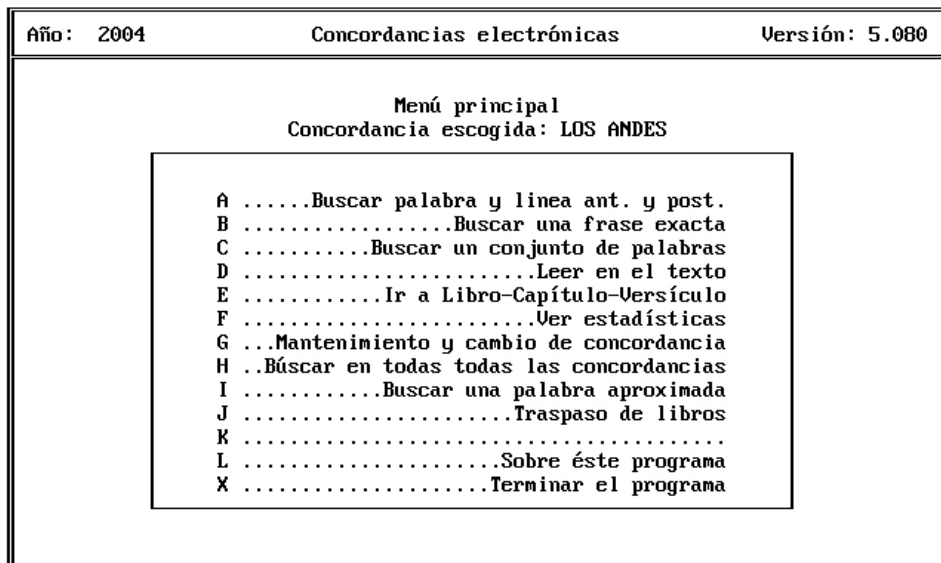 Año: 2004 Concordancias electrónicas Versión: 5.080
Menú principal
Concordancia escogida: LOS ANDES
A ......Buscar palabra y linea ant. y post.
B ...................Buscar una frase exacta
C ...........Buscar un conjunto de palabras
D ..........................Leer en el texto
E ............Ir a Libro-Capítulo-Versículo
F ..........................Ver estadísticas
G ...Mantenimiento y cambio de concordancia
H ..Búscar en todas todas las concordancias
I ............Buscar una palabra aproximada
J ........................Traspaso de libros
K ...........................................
L .......................Sobre éste programa
X ......................Terminar el programa